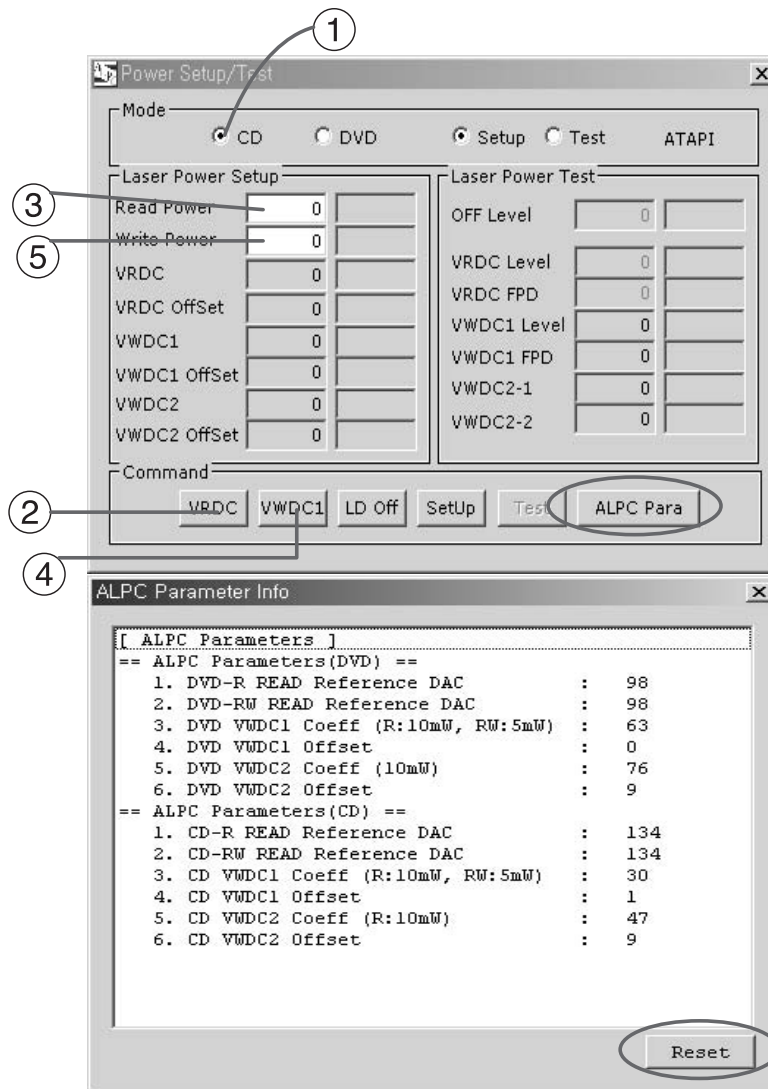 ①
Power Setup/Test
Mode
CD DVD Setup Test ATAPI
Laser Power Setup
③ Read Power 0
⑤ Write Power 0
VRDC 0
VRDC OffSet 0
VWDC1 0
VWDC1 OffSet 0
VWDC2 0
VWDC2 OffSet 0
Laser Power Test
OFF Level 0
VRDC Level 0
VRDC FPD 0
VWDC1 Level 0
VWDC1 FPD 0
VWDC2-1 0
VWDC2-2 0
Command
② VRDC VWDC1 LD Off SetUp Test ALPC Para
④
ALPC Parameter Info
[ ALPC Parameters ]
== ALPC Parameters(DVD) ==
1. DVD-R READ Reference DAC : 98
2. DVD-RW READ Reference DAC : 98
3. DVD VWDC1 Coeff (R:10mW, RW:5mW) : 63
4. DVD VWDC1 Offset : 0
5. DVD VWDC2 Coeff (10mW) : 76
6. DVD VWDC2 Offset : 9
== ALPC Parameters(CD) ==
1. CD-R READ Reference DAC : 134
2. CD-RW READ Reference DAC : 134
3. CD VWDC1 Coeff (R:10mW, RW:5mW) : 30
4. CD VWDC1 Offset : 1
5. CD VWDC2 Coeff (R:10mW) : 47
6. CD VWDC2 Offset : 9
Reset